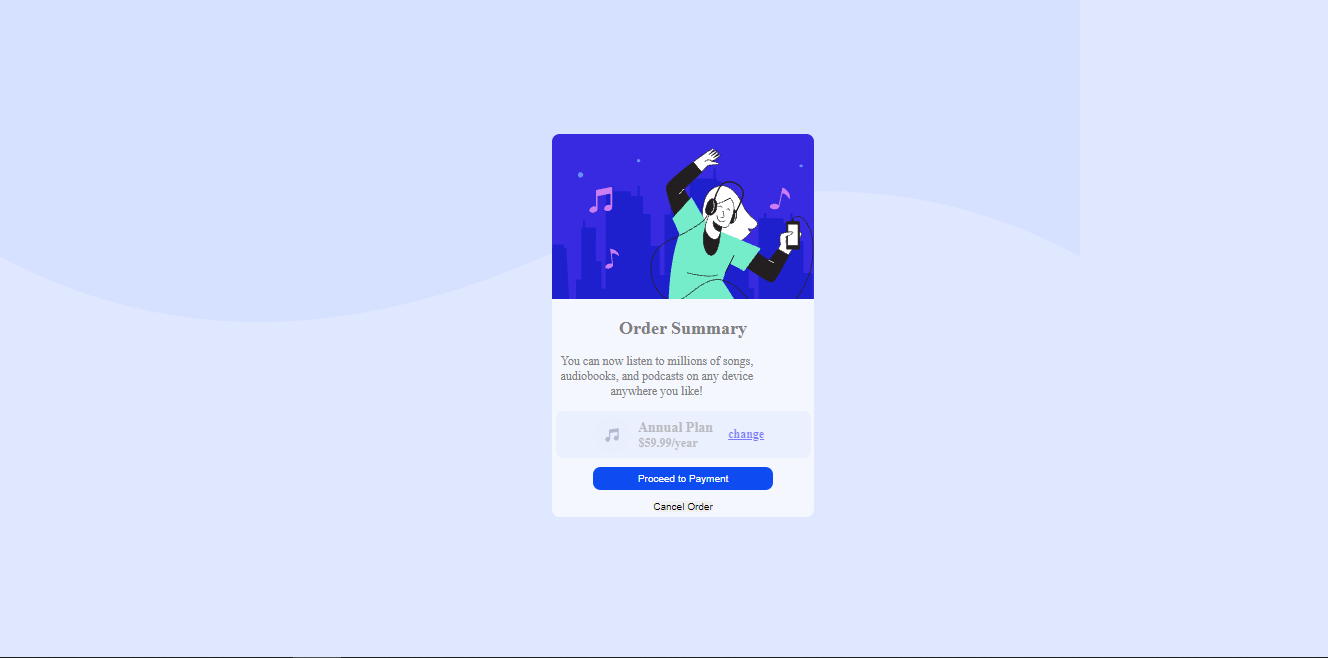 Order Summary
You can now listen to millions of songs,
audiobooks, and podcasts on any device
anywhere you like!
Annual Plan
$59.99/year
change
Proceed to Payment
Cancel Order